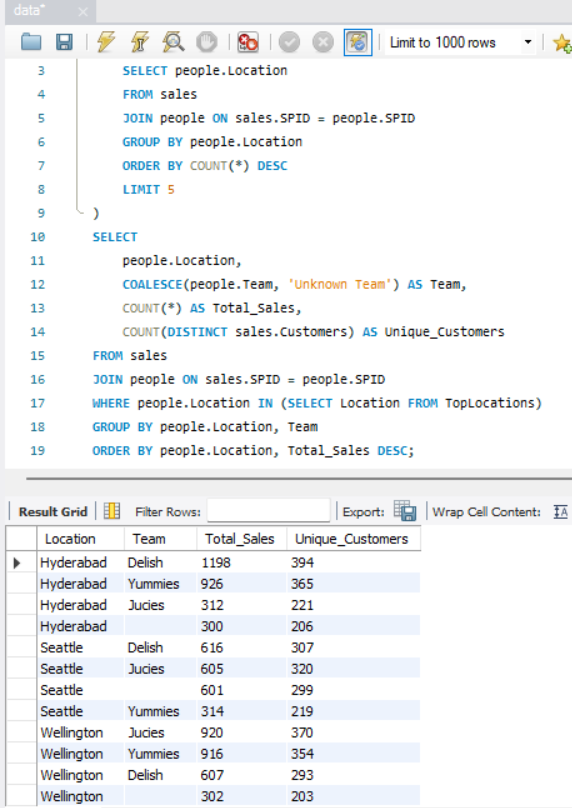 data*
Limit to 1000 rows
3 SELECT people.Location
4 FROM sales
5 JOIN people ON sales.SPID = people.SPID
6 GROUP BY people.Location
7 ORDER BY COUNT(*) DESC
8 LIMIT 5
9 )
10 SELECT
11 people.Location,
12 COALESCE(people.Team, 'Unknown Team') AS Team,
13 COUNT(*) AS Total_Sales,
14 COUNT(DISTINCT sales.Customers) AS Unique_Customers
15 FROM sales
16 JOIN people ON sales.SPID = people.SPID
17 WHERE people.Location IN (SELECT Location FROM TopLocations)
18 GROUP BY people.Location, Team
19 ORDER BY people.Location, Total_Sales DESC;
Result Grid Filter Rows: Export: Wrap Cell Content: IA
Location Team Total_Sales Unique_Customers
Hyderabad Delish 1198 394
Hyderabad Yummies 926 365
Hyderabad Jucies 312 221
Hyderabad 300 206
Seattle Delish 616 307
Seattle Jucies 605 320
Seattle 601 299
Seattle Yummies 314 219
Wellington Jucies 920 370
Wellington Yummies 916 354
Wellington Delish 607 293
Wellington 302 203